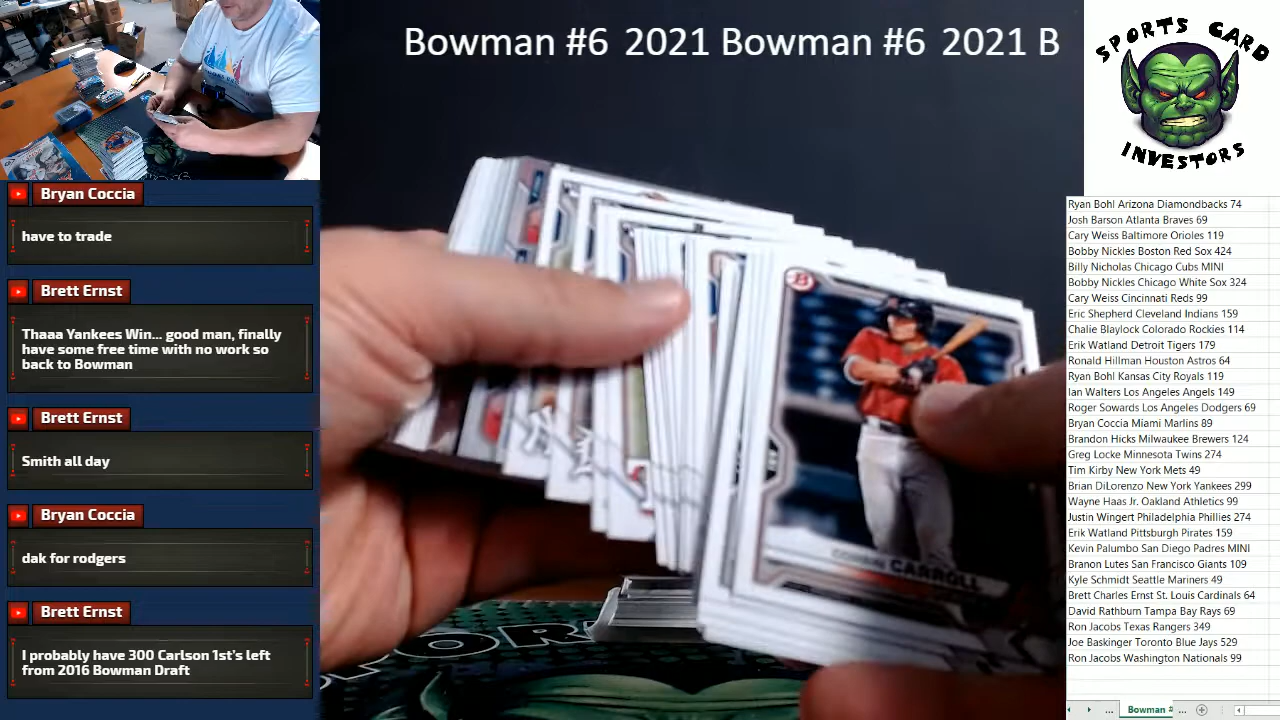 Bowman #6 2021 Bowman #6 2021 B
SPORTS CARD
INVESTORS
Bryan Coccia
have to trade
Brett Ernst
Thaaa Yankees Win... good man, finally
have some free time with no work so
back to Bowman
Brett Ernst
Smith all day
Bryan Coccia
dak for rodgers
Brett Ernst
I probably have 300 Carlson 1st's left
from 2016 Bowman Draft
B
CORBIN CARROLL
Ryan Bohl Arizona Diamondbacks 74
Josh Barson Atlanta Braves 69
Cary Weiss Baltimore Orioles 119
Bobby Nickles Boston Red Sox 424
Billy Nicholas Chicago Cubs MINI
Bobby Nickles Chicago White Sox 324
Cary Weiss Cincinnati Reds 99
Eric Shepherd Cleveland Indians 159
Chalie Blaylock Colorado Rockies 114
Erik Watland Detroit Tigers 179
Ronald Hillman Houston Astros 64
Ryan Bohl Kansas City Royals 119
Ian Walters Los Angeles Angels 149
Roger Sowards Los Angeles Dodgers 69
Bryan Coccia Miami Marlins 89
Brandon Hicks Milwaukee Brewers 124
Greg Locke Minnesota Twins 274
Tim Kirby New York Mets 49
Brian DiLorenzo New York Yankees 299
Wayne Haas Jr. Oakland Athletics 99
Justin Wingert Philadelphia Phillies 274
Erik Watland Pittsburgh Pirates 159
Kevin Palumbo San Diego Padres MINI
Branon Lutes San Francisco Giants 109
Kyle Schmidt Seattle Mariners 49
Brett Charles Ernst St. Louis Cardinals 64
David Rathburn Tampa Bay Rays 69
Ron Jacobs Texas Rangers 349
Joe Baskinger Toronto Blue Jays 529
Ron Jacobs Washington Nationals 99
... Bowman # ...